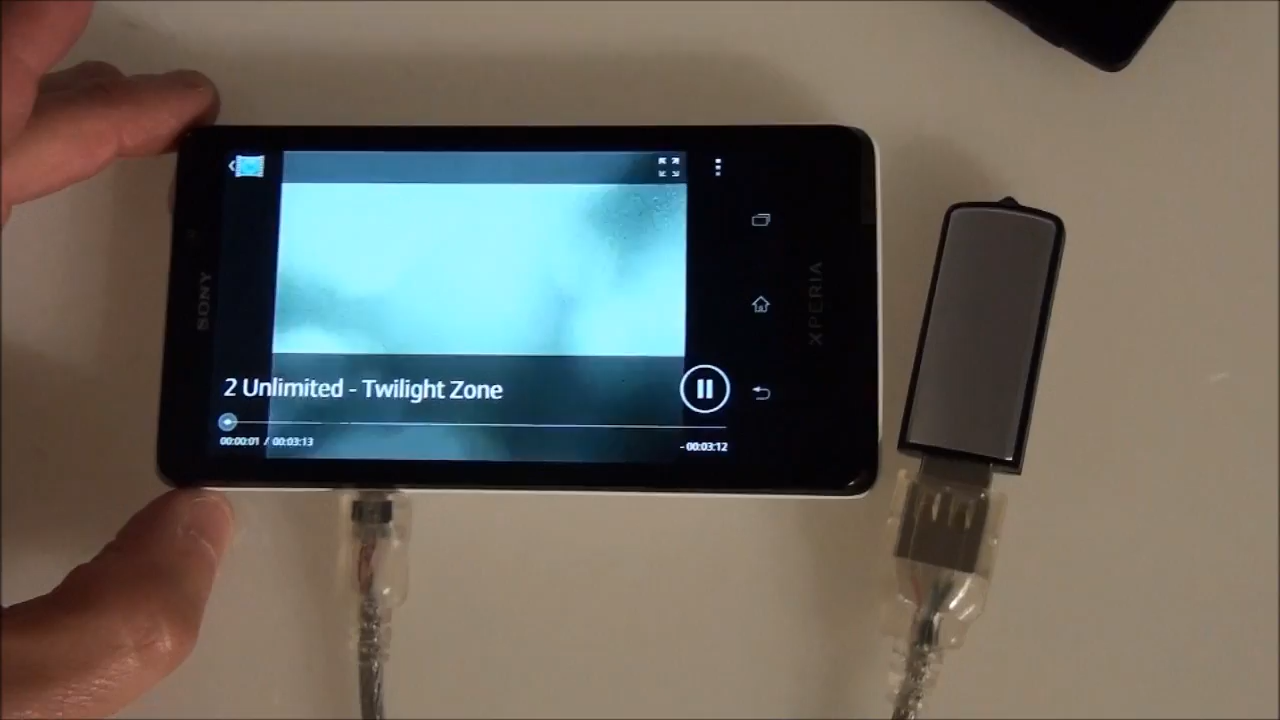 SONY
2 Unlimited - Twilight Zone
00:00:01 / 00:03:13
- 00:03:12
XPERIA